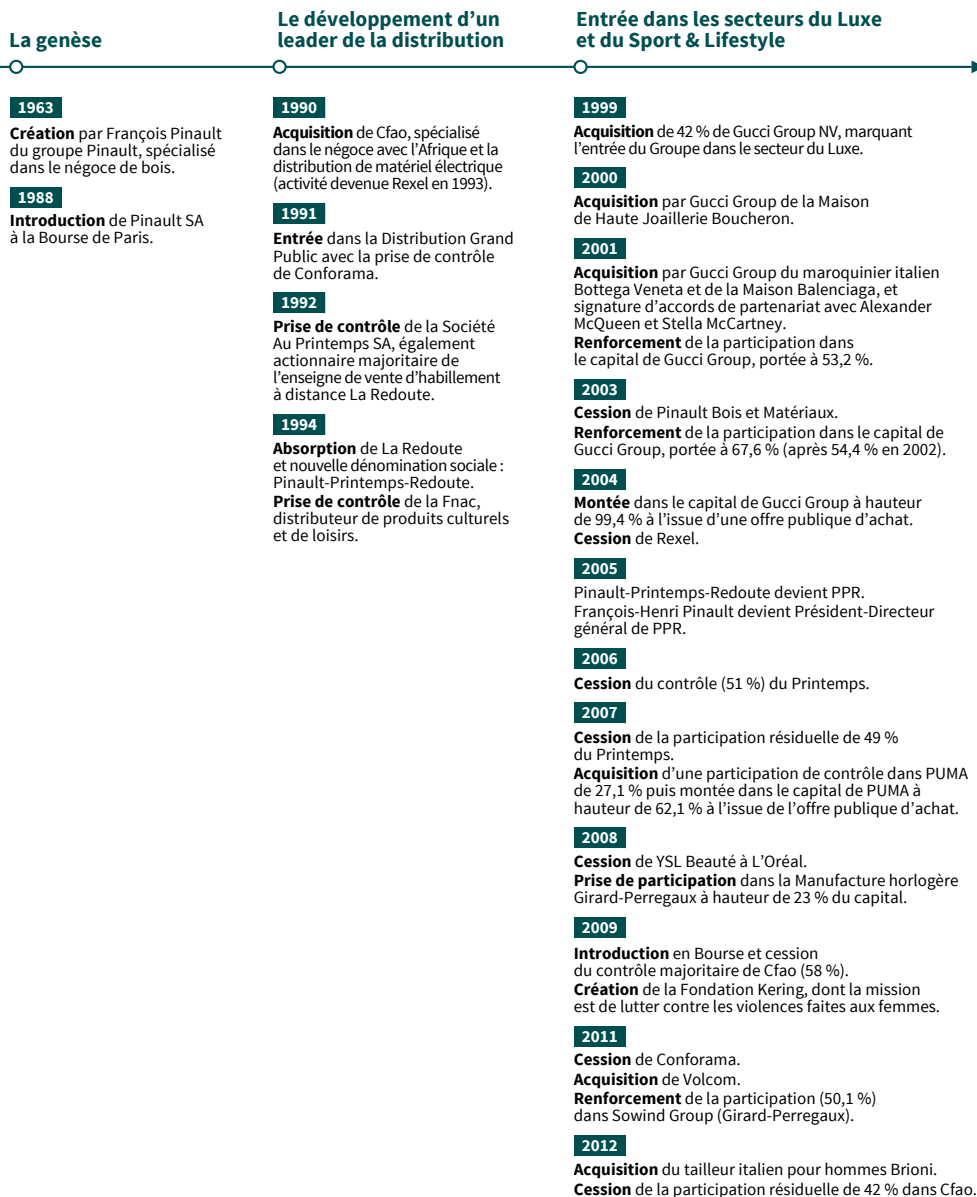 La genèse
1963
Création par François Pinault
du groupe Pinault, spécialisé
dans le négoce de bois.
1988
Introduction de Pinault SA
à la Bourse de Paris.
Le développement d’un
leader de la distribution
1990
Acquisition de Cfao, spécialisé
dans le négoce avec l’Afrique et la
distribution de matériel électrique
(activité devenue Rexel en 1993).
1991
Entrée dans la Distribution Grand
Public avec la prise de contrôle
de Conforama.
1992
Prise de contrôle de la Société
Au Printemps SA, également
actionnaire majoritaire de
l’enseigne de vente d’habillement
à distance La Redoute.
1994
Absorption de La Redoute
et nouvelle dénomination sociale :
Pinault-Printemps-Redoute.
Prise de contrôle de la Fnac,
distributeur de produits culturels
et de loisirs.
Entrée dans les secteurs du Luxe
et du Sport & Lifestyle
1999
Acquisition de 42 % de Gucci Group NV, marquant
l’entrée du Groupe dans le secteur du Luxe.
2000
Acquisition par Gucci Group de la Maison
de Haute Joaillerie Boucheron.
2001
Acquisition par Gucci Group du maroquinier italien
Bottega Veneta et de la Maison Balenciaga, et
signature d’accords de partenariat avec Alexander
McQueen et Stella McCartney.
Renforcement de la participation dans
le capital de Gucci Group, portée à 53,2 %.
2003
Cession de Pinault Bois et Matériaux.
Renforcement de la participation dans le capital de
Gucci Group, portée à 67,6 % (après 54,4 % en 2002).
2004
Montée dans le capital de Gucci Group à hauteur
de 99,4 % à l’issue d’une offre publique d’achat.
Cession de Rexel.
2005
Pinault-Printemps-Redoute devient PPR.
François-Henri Pinault devient Président-Directeur
général de PPR.
2006
Cession du contrôle (51 %) du Printemps.
2007
Cession de la participation résiduelle de 49 %
du Printemps.
Acquisition d’une participation de contrôle dans PUMA
de 27,1 % puis montée dans le capital de PUMA à
hauteur de 62,1 % à l’issue de l’offre publique d’achat.
2008
Cession de YSL Beauté à L’Oréal.
Prise de participation dans la Manufacture horlogère
Girard-Perregaux à hauteur de 23 % du capital.
2009
Introduction en Bourse et cession
du contrôle majoritaire de Cfao (58 %).
Création de la Fondation Kering, dont la mission
est de lutter contre les violences faites aux femmes.
2011
Cession de Conforama.
Acquisition de Volcom.
Renforcement de la participation (50,1 %)
dans Sowind Group (Girard-Perregaux).
2012
Acquisition du tailleur italien pour hommes Brioni.
Cession de la participation résiduelle de 42 % dans Cfao.